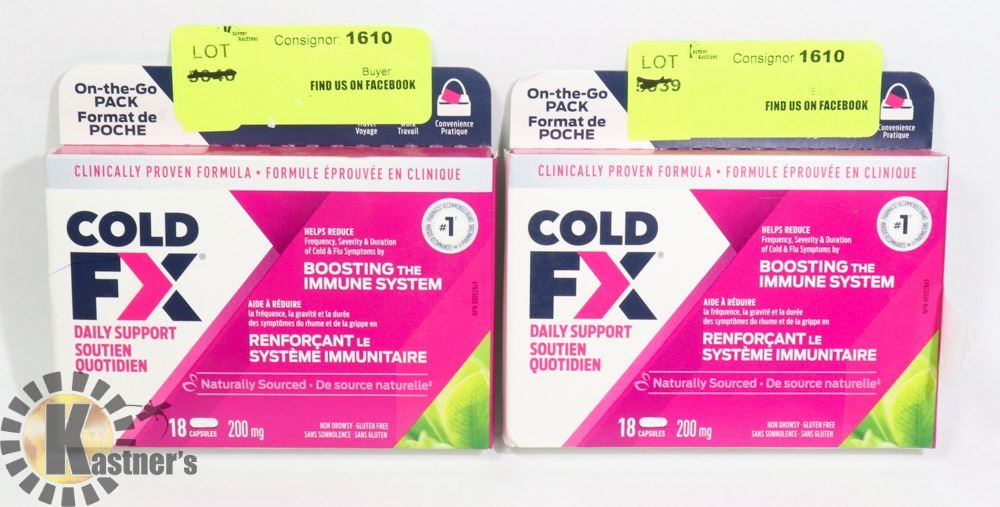 LOT
Consignor: 1610
Buyer
FIND US ON FACEBOOK
On-the-Go
PACK
Format de
POCHE
Travel
Voyage
Work
Travail
Convenience
Pratique
CLINICALLY PROVEN FORMULA • FORMULE ÉPROUVÉE EN CLINIQUE
COLD
FX®
DAILY SUPPORT
SOUTIEN
QUOTIDIEN
#1
HELPS REDUCE
Frequency, Severity & Duration
of Cold & Flu Symptoms by
BOOSTING THE
IMMUNE SYSTEM
AIDE À RÉDUIRE
la fréquence, la gravité et la durée
des symptômes du rhume et de la grippe en
RENFORÇANT LE
SYSTÈME IMMUNITAIRE
Naturally Sourced • De source naturelle‡
18 CAPSULES 200 mg
NON DROWSY • GLUTEN FREE
SANS SOMNOLENCE • SANS GLUTEN
LOT
Consignor 1610
Buyer
FIND US ON FACEBOOK
On-the-Go
PACK
Format de
POCHE
Convenience
Pratique
CLINICALLY PROVEN FORMULA • FORMULE ÉPROUVÉE EN CLINIQUE
COLD
FX®
DAILY SUPPORT
SOUTIEN
QUOTIDIEN
#1
HELPS REDUCE
Frequency, Severity & Duration
of Cold & Flu Symptoms by
BOOSTING THE
IMMUNE SYSTEM
AIDE À RÉDUIRE
la fréquence, la gravité et la durée
des symptômes du rhume et de la grippe en
RENFORÇANT LE
SYSTÈME IMMUNITAIRE
Naturally Sourced • De source naturelle‡
18 CAPSULES 200 mg
NON DROWSY • GLUTEN FREE
SANS SOMNOLENCE • SANS GLUTEN
Kastner's